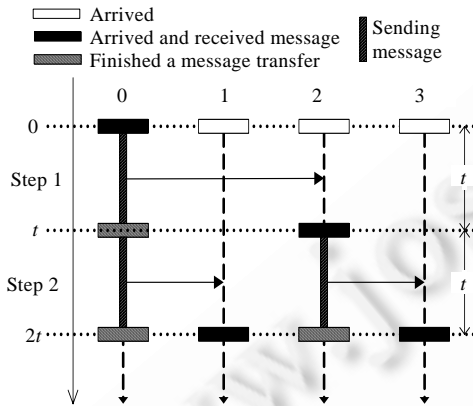 Arrived
Arrived and received message
Finished a message transfer
Sending
message
0 1 2 3
0
Step 1
t
t
Step 2
t
2t